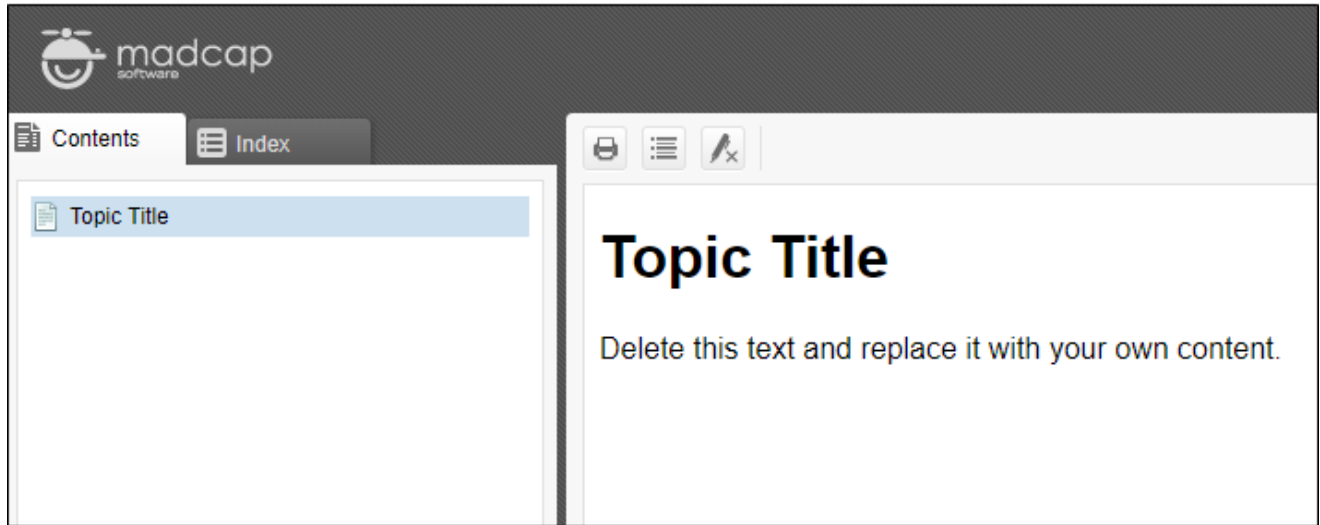 madcap
software
Contents
Index
Topic Title
Topic Title
Delete this text and replace it with your own content.